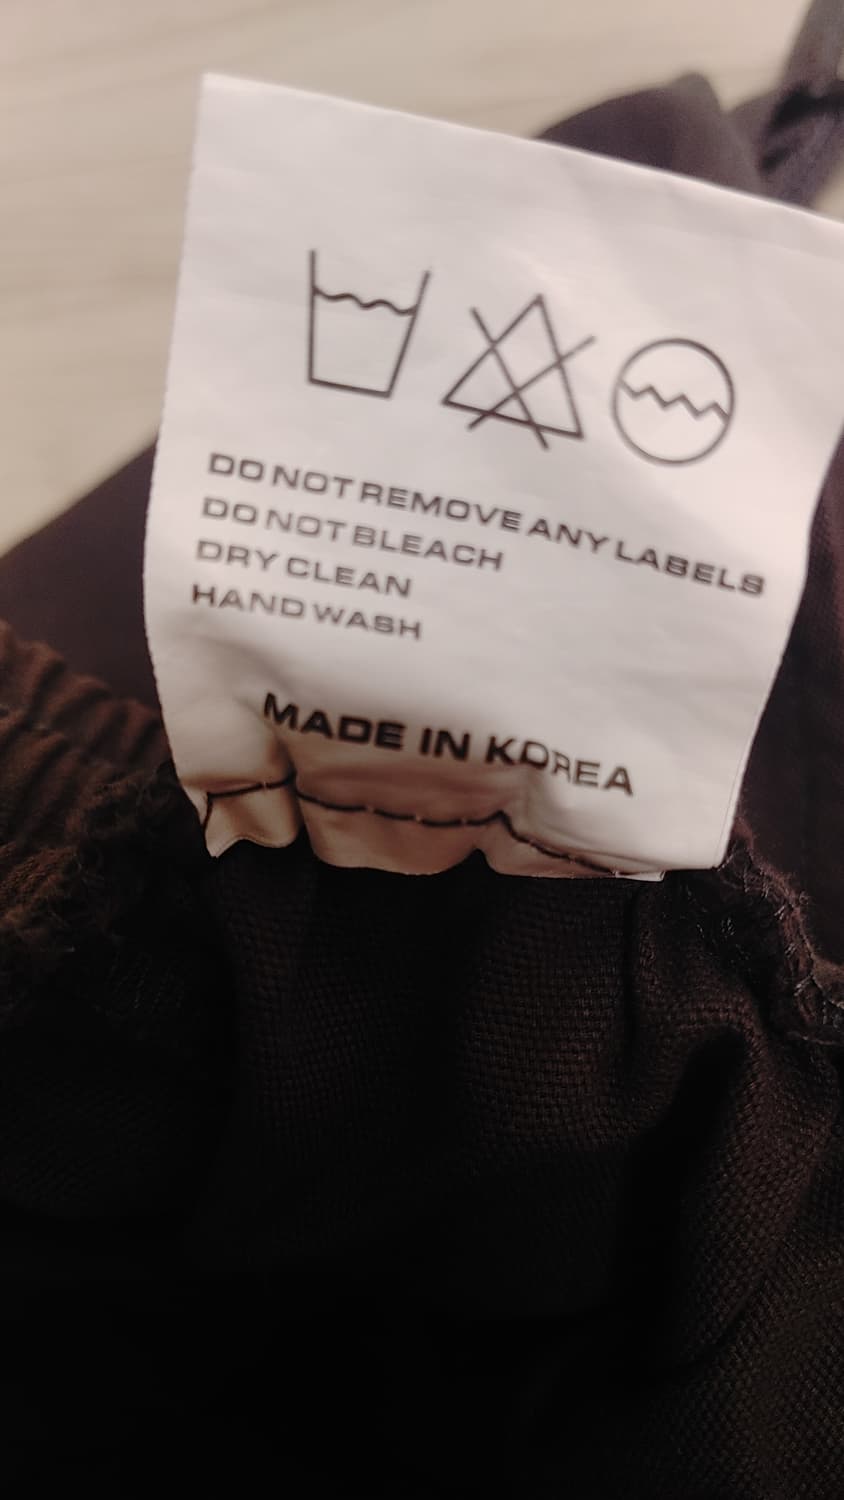 DO NOT REMOVE ANY LABELS
DO NOT BLEACH
DRY CLEAN
HAND WASH
MADE IN KOREA